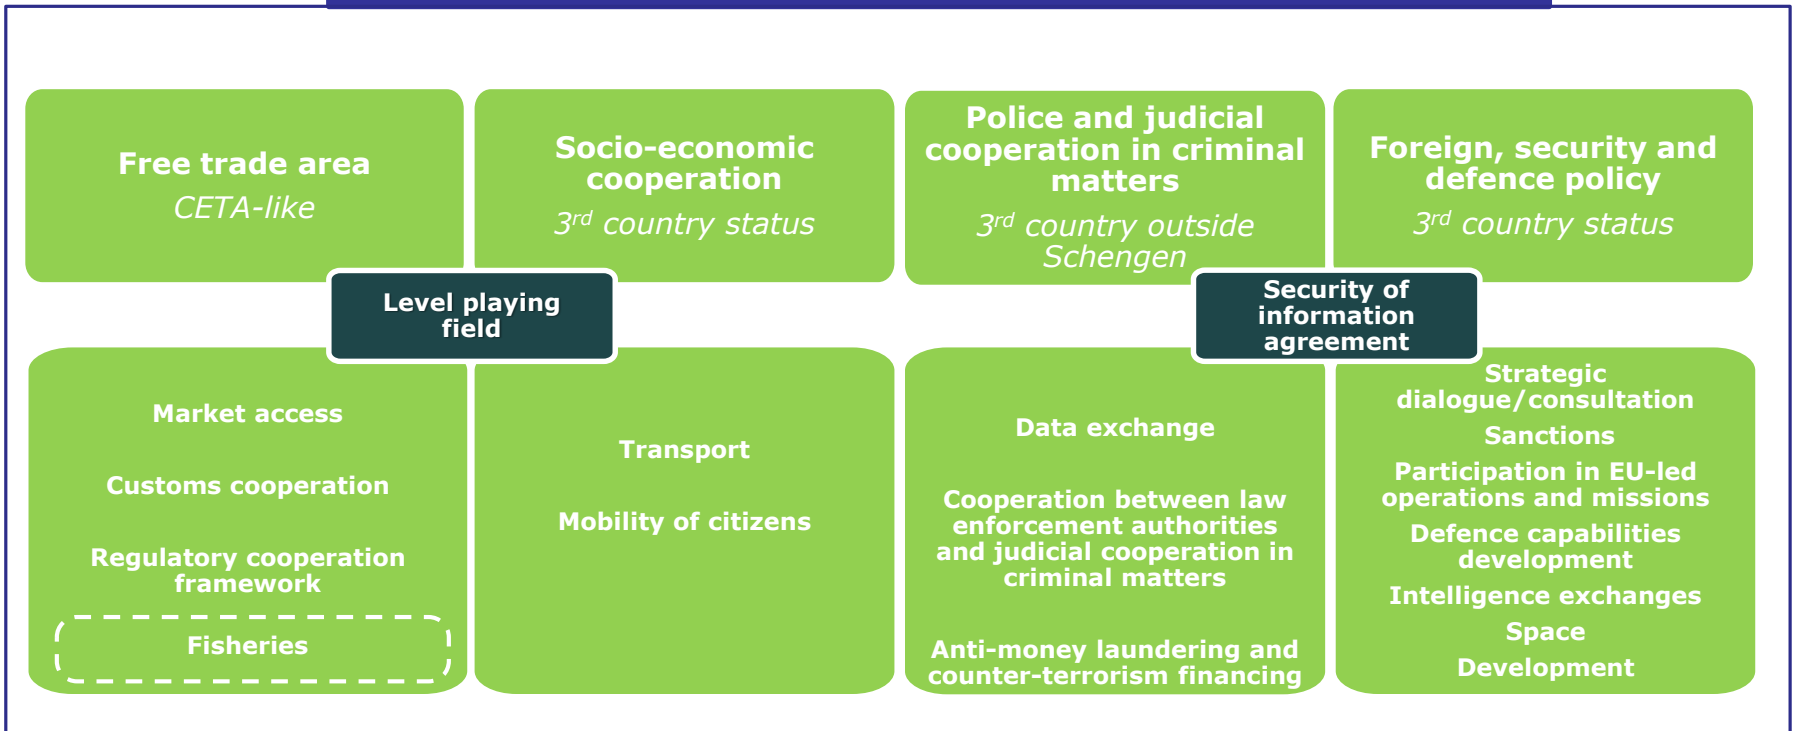 Free trade area
CETA-like
Socio-economic
cooperation
3rd country status
Police and judicial
cooperation in criminal
matters
3rd country outside
Schengen
Foreign, security and
defence policy
3rd country status
Level playing
field
Security of
information
agreement
Market access
Customs cooperation
Regulatory cooperation
framework
Fisheries
Transport
Mobility of citizens
Data exchange
Cooperation between law
enforcement authorities
and judicial cooperation in
criminal matters
Anti-money laundering and
counter-terrorism financing
Strategic
dialogue/consultation
Sanctions
Participation in EU-led
operations and missions
Defence capabilities
development
Intelligence exchanges
Space
Development